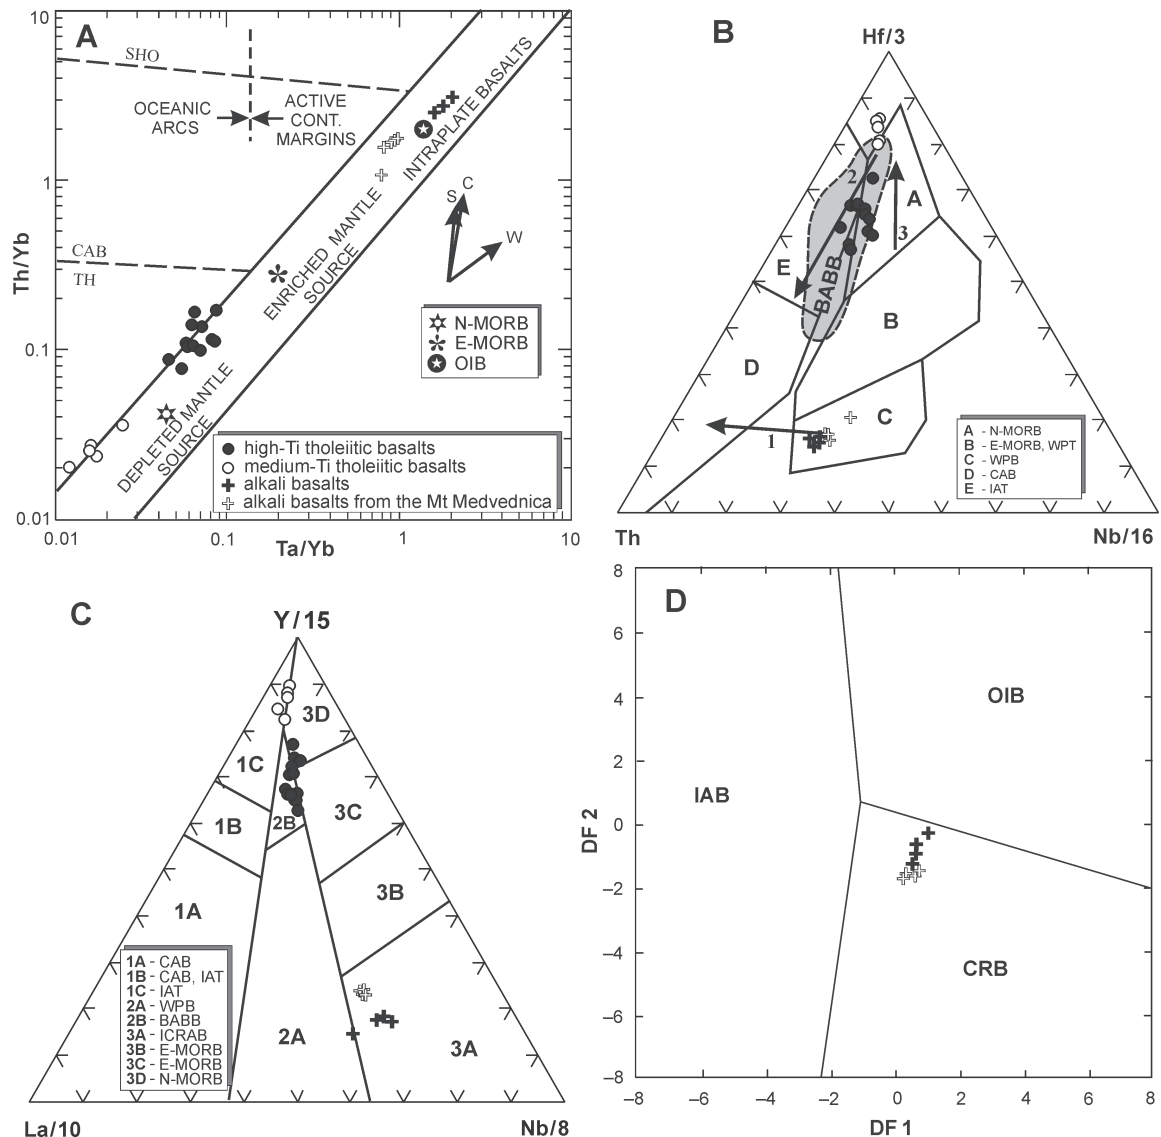 A
10
1
0.1
0.01
Th/Yb
SHO
OCEANIC
ARCS
ACTIVE
CONT.
MARGINS
CAB
TH
INTRAPLATE BASALTS
ENRICHED MANTLE
SOURCE
DEPLETED MANTLE
SOURCE
S
C
W
N-MORB
E-MORB
OIB
high-Ti tholeiitic basalts
medium-Ti tholeiitic basalts
alkali basalts
alkali basalts from the Mt Medvednica
0.01
0.1
1
10
Ta/Yb
B
Hf/3
2
A
3
E
BABB
B
D
C
1
A - N-MORB
B - E-MORB, WPT
C - WPB
D - CAB
E - IAT
Th
Nb/16
C
Y/15
3D
1C
3C
1B
2B
3B
1A
2A
3A
1A - CAB
1B - CAB, IAT
1C - IAT
2A - WPB
2B - BABB
3A - ICRAB
3B - E-MORB
3C - E-MORB
3D - N-MORB
La/10
Nb/8
D
8
6
4
2
0
−2
−4
−6
−8
DF 2
OIB
IAB
CRB
−8
−6
−4
−2
0
2
4
6
8
DF 1